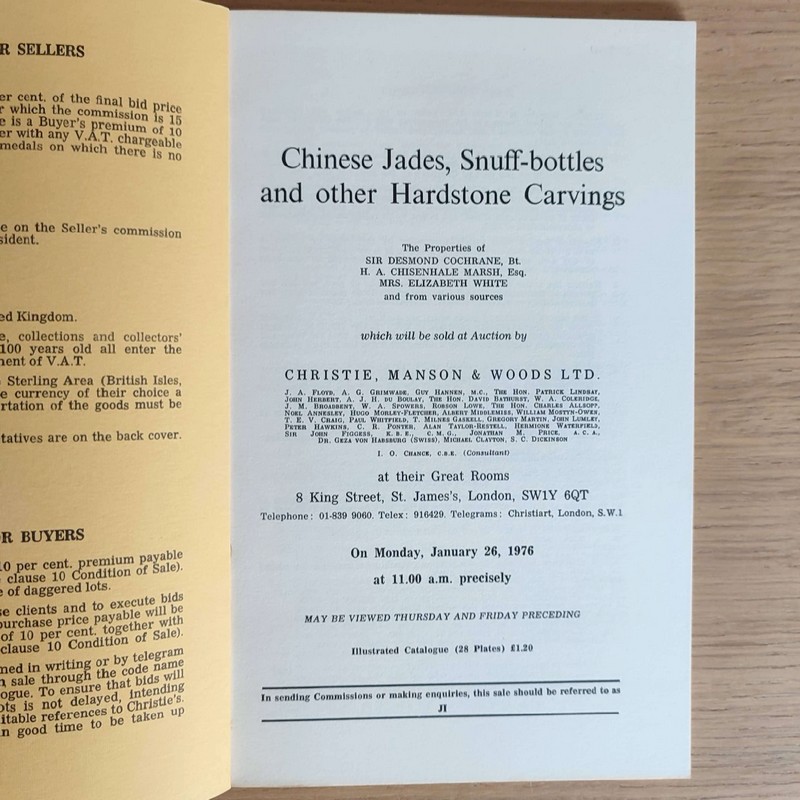 R SELLERS
er cent. of the final bid price
r which the commission is 15
e is a Buyer's premium of 10
er with any V.A.T. chargeable
medals on which there is no
e on the Seller's commission
sident.
ed Kingdom.
e, collections and collectors'
100 years old all enter the
ment of V.A.T.
Sterling Area (British Isles,
e currency of their choice a
rtation of the goods must be
tatives are on the back cover.
R BUYERS
10 per cent. premium payable
clause 10 Condition of Sale).
e of daggered lots.
se clients and to execute bids
purchase price payable will be
of 10 per cent. together with
clause 10 Condition of Sale).
med in writing or by telegram
sale through the code name
ogue. To ensure that bids will
ots is not delayed, intending
itable references to Christie's.
n good time to be taken up
Chinese Jades, Snuff-bottles
and other Hardstone Carvings
The Properties of
SIR DESMOND COCHRANE, Bt.
H. A. CHISENHALE MARSH, Esq.
MRS. ELIZABETH WHITE
and from various sources
which will be sold at Auction by
CHRISTIE, MANSON & WOODS LTD.
J. A. FLOYD, A. G. GRIMWADE, GUY HANNEN, M.C., THE HON. PATRICK LINDSAY,
JOHN HERBERT, A. J. H. DU BOULAY, THE HON. DAVID BATHURST, W. A. COLERIDGE,
J. M. BROADBENT, W. A. SPOWERS, ROBSON LOWE, THE HON. CHARLES ALLSOPP,
NOEL ANNESLEY, HUGO MORLEY-FLETCHER, ALBERT MIDDLEMISS, WILLIAM MOSTYN-OWEN,
T. E. V. CRAIG, PAUL WHITFIELD, T. MILNES GASKELL, GREGORY MARTIN, JOHN LUMLEY,
PETER HAWKINS, C. R. PONTER, ALAN TAYLOR-RESTELL, HERMIONE WATERFIELD,
SIR JOHN FIGGESS, K.B.E., C.M.G., JONATHAN M. PRICE, A.C.A.,
DR. GEZA VON HABSBURG (SWISS), MICHAEL CLAYTON, S. C. DICKINSON
I. O. CHANCE, C.B.E. (Consultant)
at their Great Rooms
8 King Street, St. James's, London, SW1Y 6QT
Telephone: 01-839 9060. Telex: 916429. Telegrams: Christiart, London, S.W.1
On Monday, January 26, 1976
at 11.00 a.m. precisely
MAY BE VIEWED THURSDAY AND FRIDAY PRECEDING
Illustrated Catalogue (28 Plates) £1.20
In sending Commissions or making enquiries, this sale should be referred to as
JI